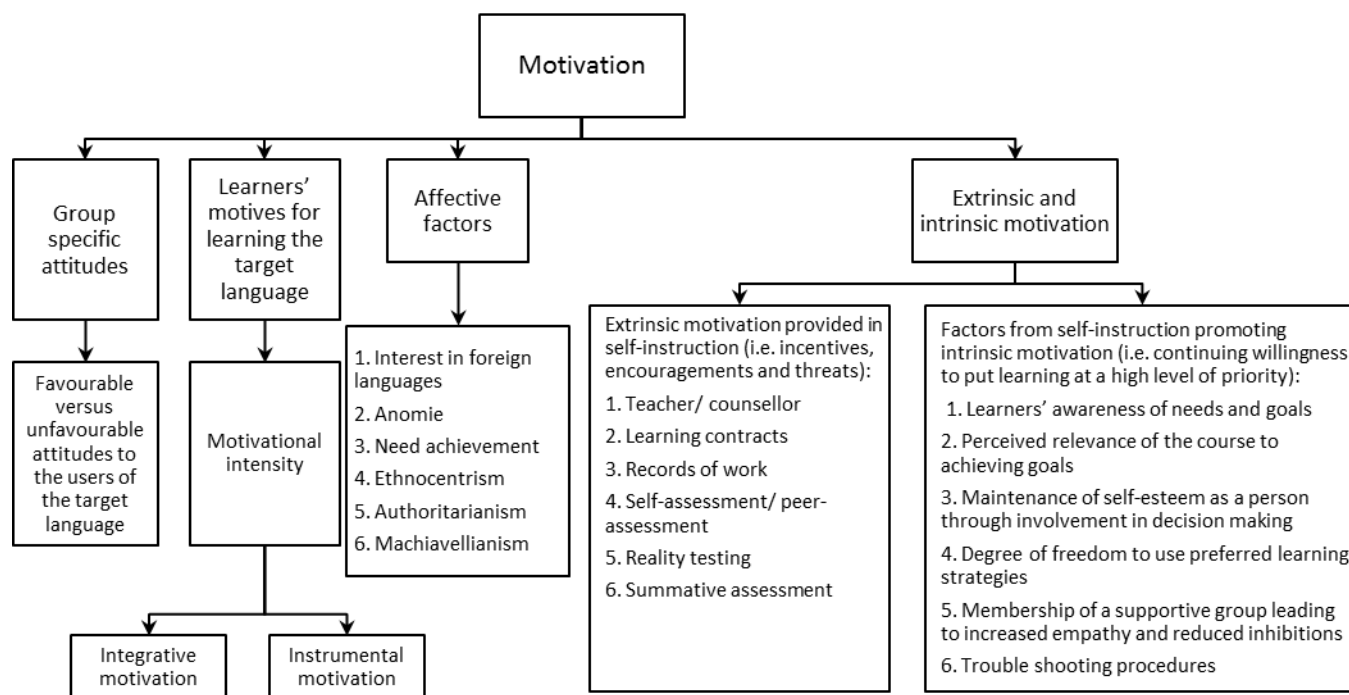 Motivation
Group
specific
attitudes
Learners’
motives for
learning the
target
language
Affective
factors
Extrinsic and
intrinsic motivation
Favourable
versus
unfavourable
attitudes to
the users of
the target
language
Motivational
intensity
1. Interest in foreign
languages
2. Anomie
3. Need achievement
4. Ethnocentrism
5. Authoritarianism
6. Machiavellianism
Extrinsic motivation provided in
self-instruction (i.e. incentives,
encouragements and threats):
1. Teacher/ counsellor
2. Learning contracts
3. Records of work
4. Self-assessment/ peer-
assessment
5. Reality testing
6. Summative assessment
Factors from self-instruction promoting
intrinsic motivation (i.e. continuing willingness
to put learning at a high level of priority):
1. Learners’ awareness of needs and goals
2. Perceived relevance of the course to
achieving goals
3. Maintenance of self-esteem as a person
through involvement in decision making
4. Degree of freedom to use preferred learning
strategies
5. Membership of a supportive group leading
to increased empathy and reduced inhibitions
6. Trouble shooting procedures
Integrative
motivation
Instrumental
motivation